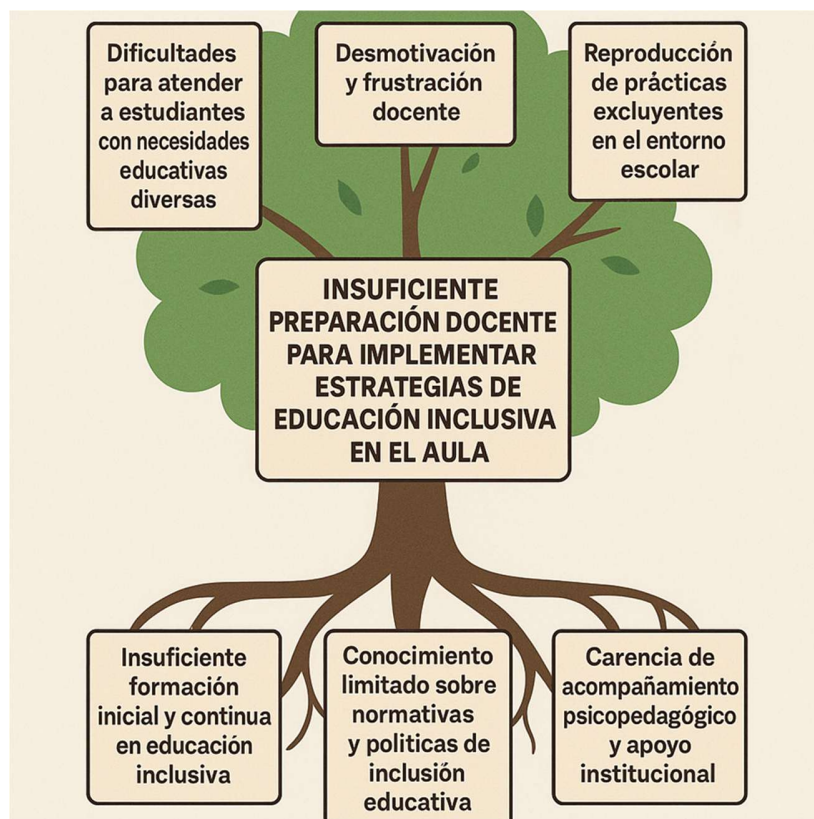 Dificultades
para atender
a estudiantes
con necesidades
educativas
diversas
Desmotivación
y frustración
docente
Reproducción
de prácticas
excluyentes
en el entorno
escolar
INSUFICIENTE
PREPARACIÓN DOCENTE
PARA IMPLEMENTAR
ESTRATEGIAS DE
EDUCACIÓN INCLUSIVA
EN EL AULA
Insuficiente
formación
inicial y continua
en educación
inclusiva
Conocimiento
limitado sobre
normativas
y politicas de
inclusión
educativa
Carencia de
acompañamiento
psicopedagógico
y apoyo
institucional